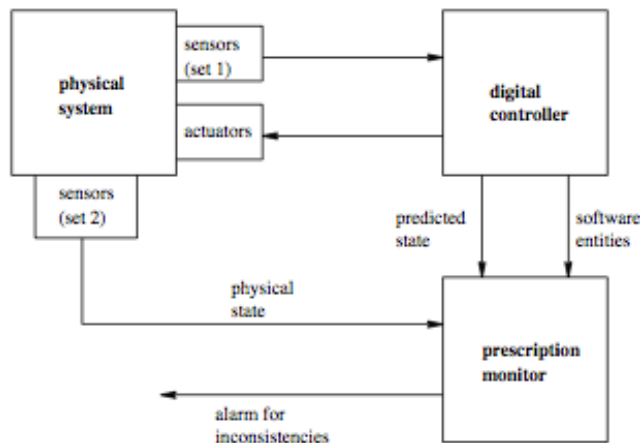 sensors
(set 1)
physical
system
digital
controller
actuators
sensors
(set 2)
predicted
state
software
entities
physical
state
prescription
monitor
alarm for
inconsistencies